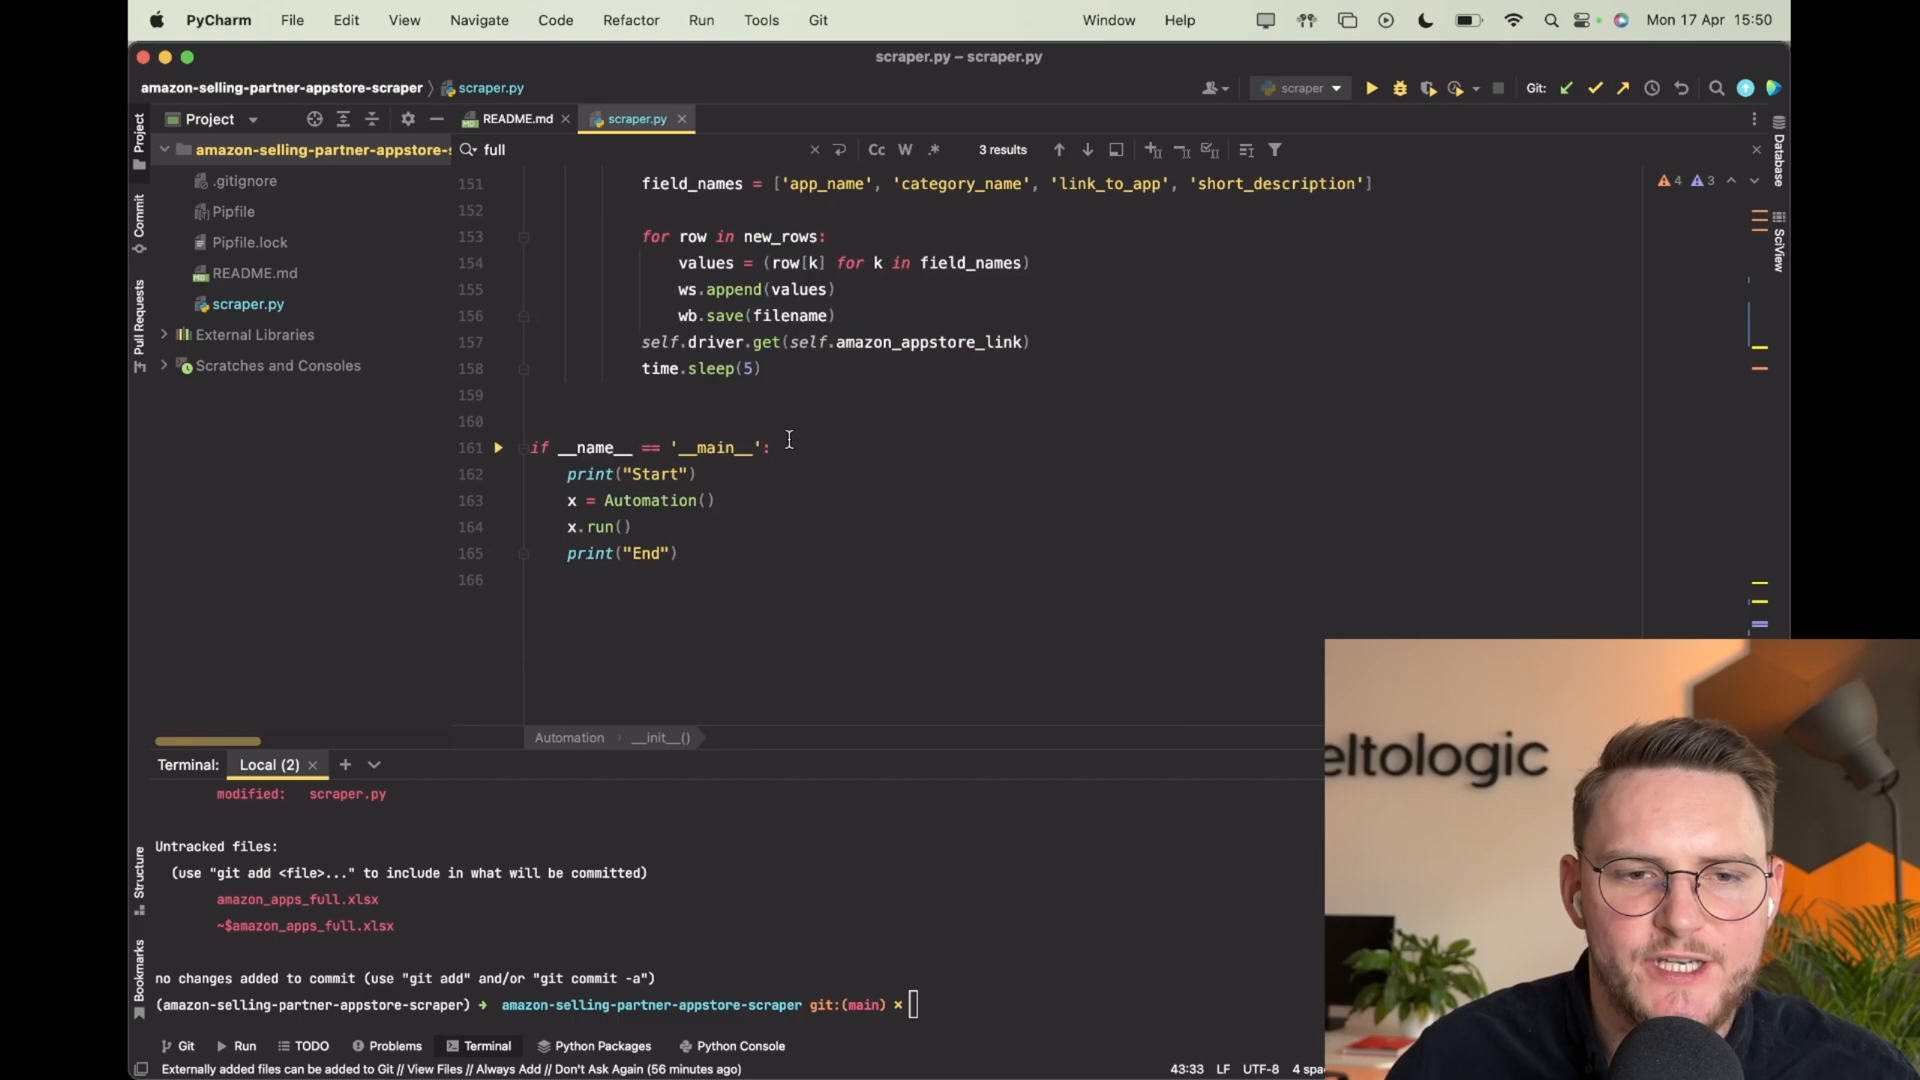 PyCharm File Edit View Navigate Code Refactor Run Tools Git Window Help Mon 17 Apr 15:50
scraper.py – scraper.py
amazon-selling-partner-appstore-scraper scraper.py scraper Git:
Project README.md scraper.py
amazon-selling-partner-appstore-s
full Cc W .* 3 results
.gitignore
Pipfile
Pipfile.lock
README.md
scraper.py
External Libraries
Scratches and Consoles
Project
Commit
Pull Requests
Database
SciView
4 3
151 field_names = ['app_name', 'category_name', 'link_to_app', 'short_description']
152
153 for row in new_rows:
154 values = (row[k] for k in field_names)
155 ws.append(values)
156 wb.save(filename)
157 self.driver.get(self.amazon_appstore_link)
158 time.sleep(5)
159
160
161 if __name__ == '__main__':
162 print("Start")
163 x = Automation()
164 x.run()
165 print("End")
166
Automation __init__()
eltologic
Terminal: Local (2)
modified: scraper.py
Untracked files:
(use "git add <file>..." to include in what will be committed)
amazon_apps_full.xlsx
~$amazon_apps_full.xlsx
no changes added to commit (use "git add" and/or "git commit -a")
(amazon-selling-partner-appstore-scraper) → amazon-selling-partner-appstore-scraper git:(main) ×
Structure
Bookmarks
Git Run TODO Problems Terminal Python Packages Python Console
Externally added files can be added to Git // View Files // Always Add // Don't Ask Again (56 minutes ago) 43:33 LF UTF-8 4 spa